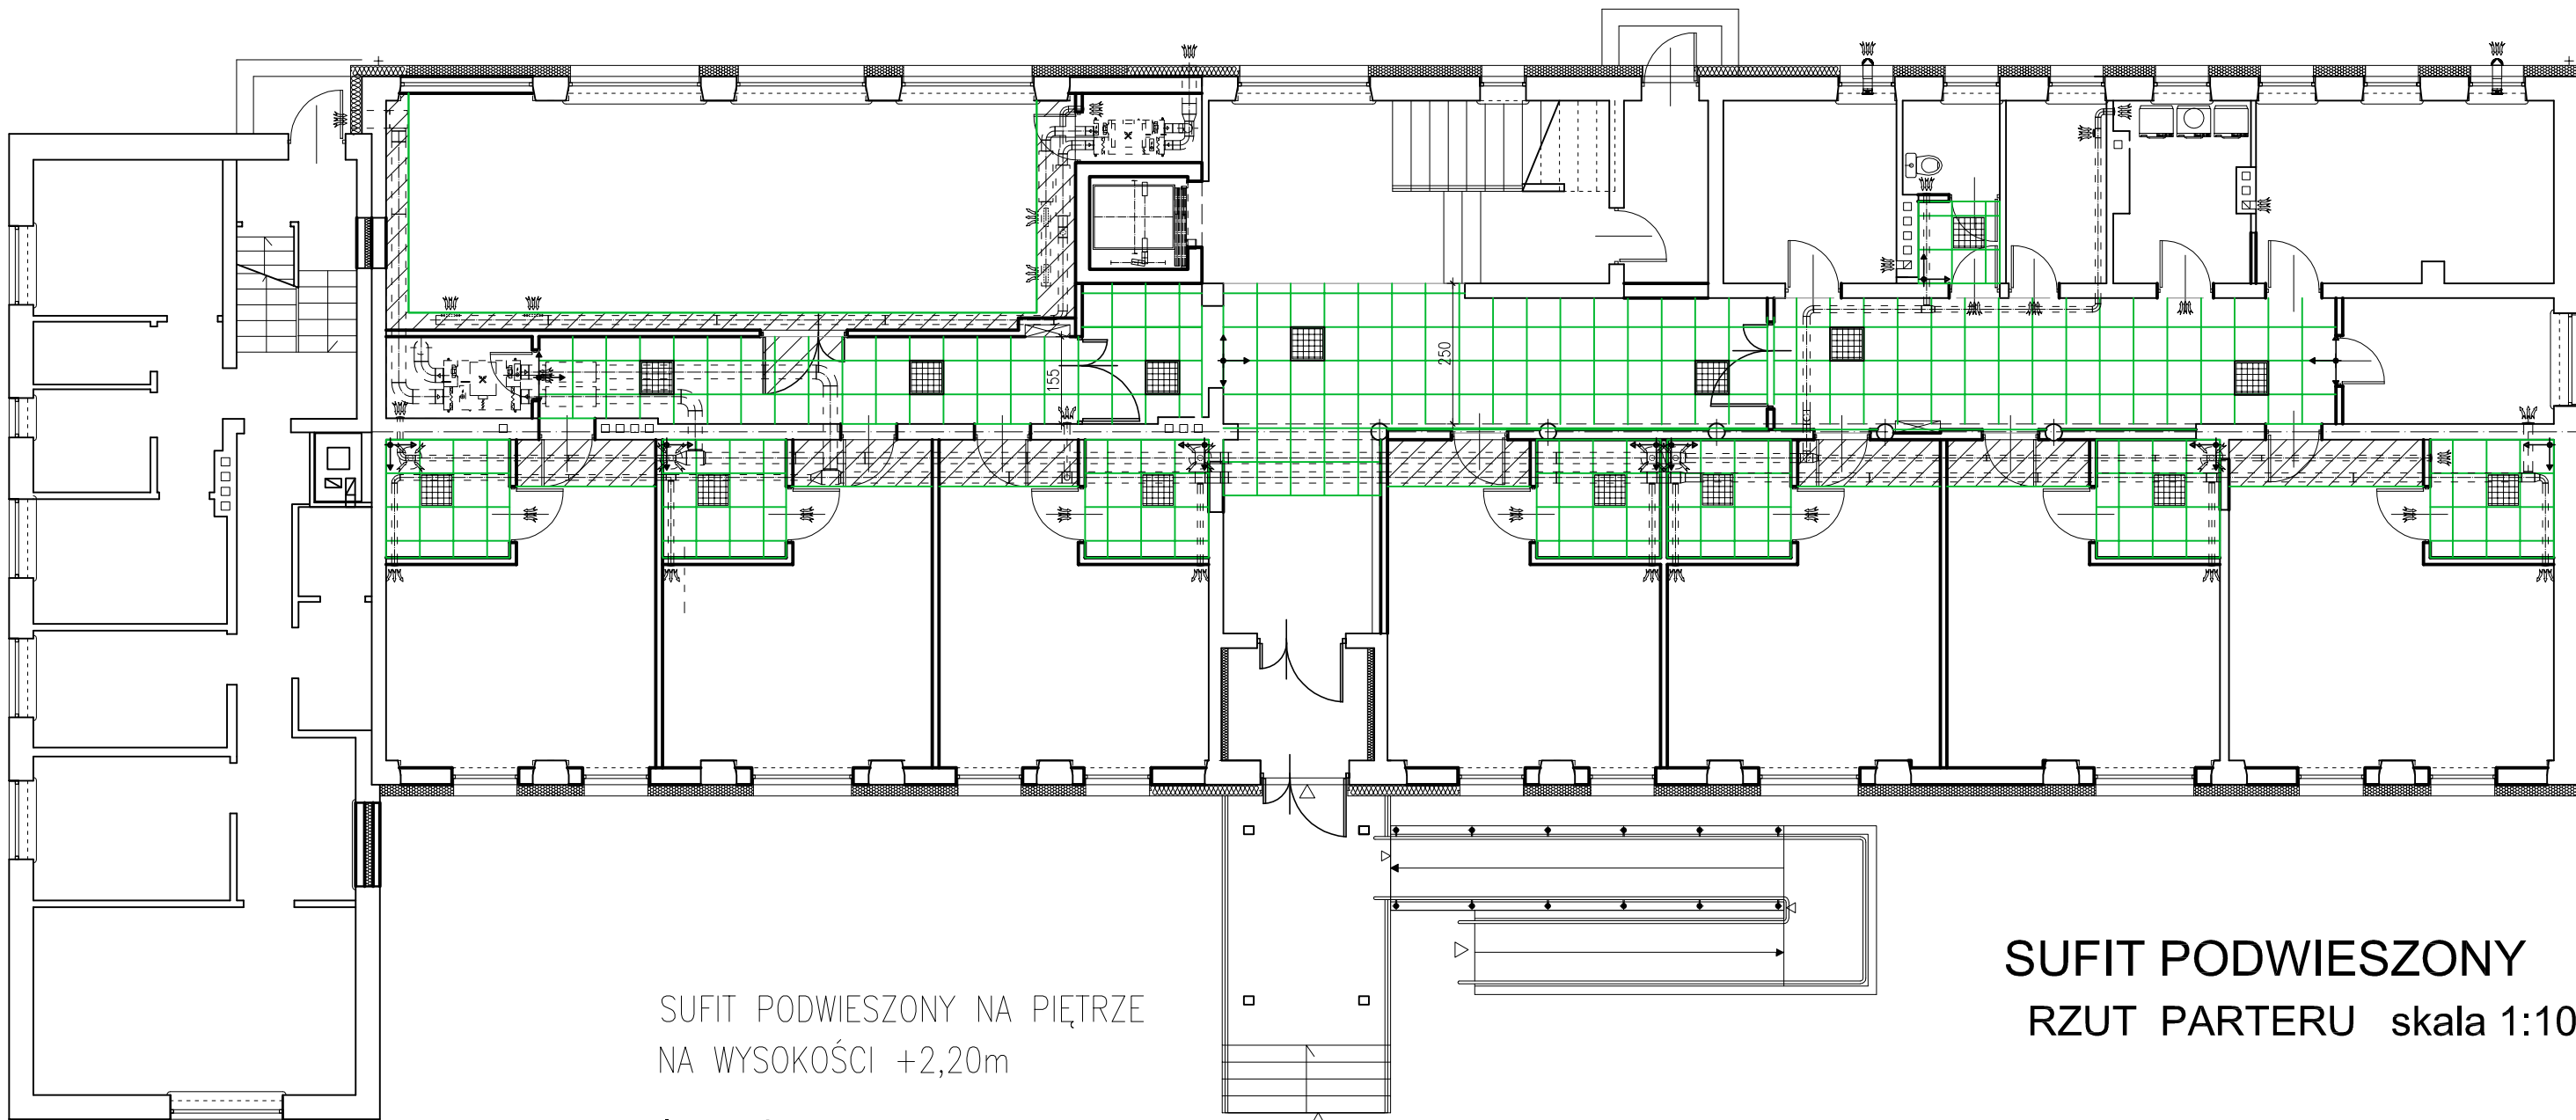 155
250
SUFIT PODWIESZONY NA PIĘTRZE
NA WYSOKOŚCI +2,20m
SUFIT PODWIESZONY
RZUT PARTERU skala 1:10